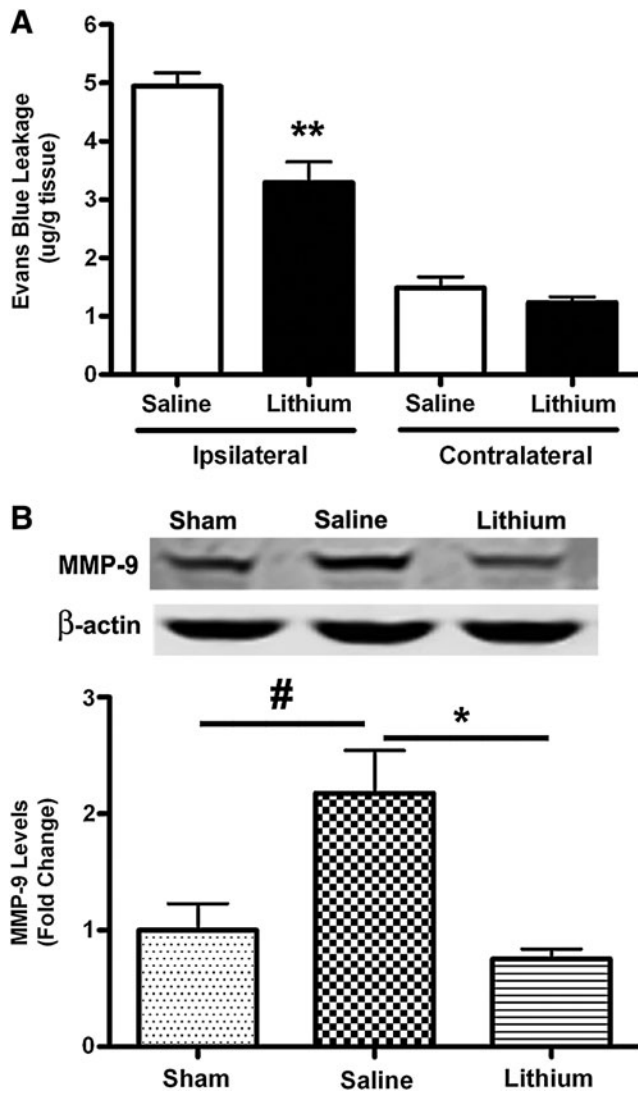 A
6
5
4
3
2
1
0
Evans Blue Leakage
(ug/g tissue)
**
Saline Lithium Saline Lithium
Ipsilateral Contralateral
B
Sham Saline Lithium
MMP-9
β-actin
3
2
1
0
MMP-9 Levels
(Fold Change)
#
*
Sham Saline Lithium